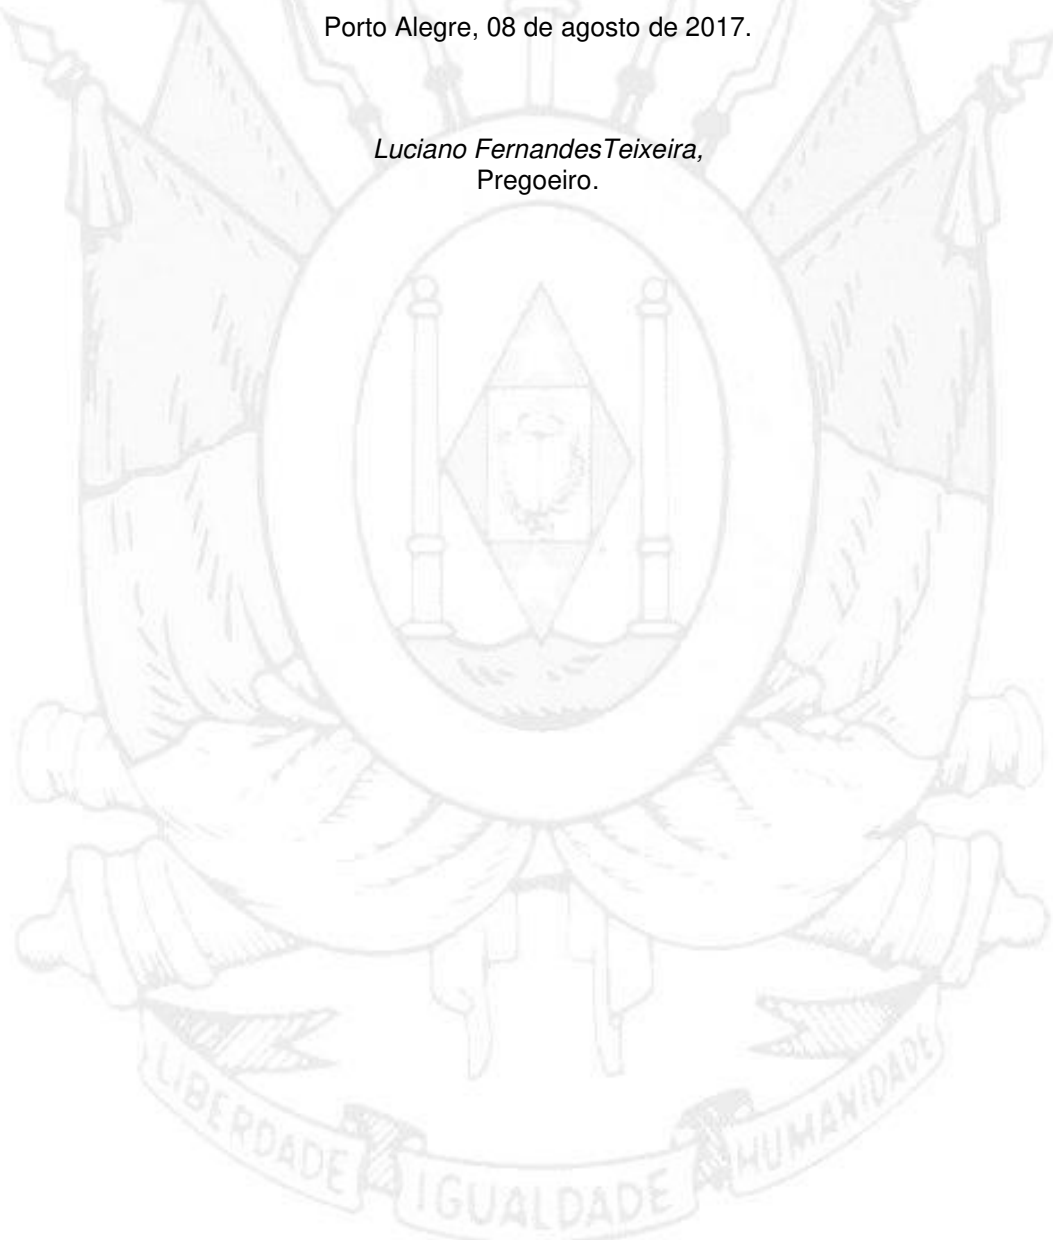 Porto Alegre, 08 de agosto de 2017.
Luciano FernandesTeixeira,
Pregoeiro.
LIBERDADE IGUALDADE HUMANIDADE